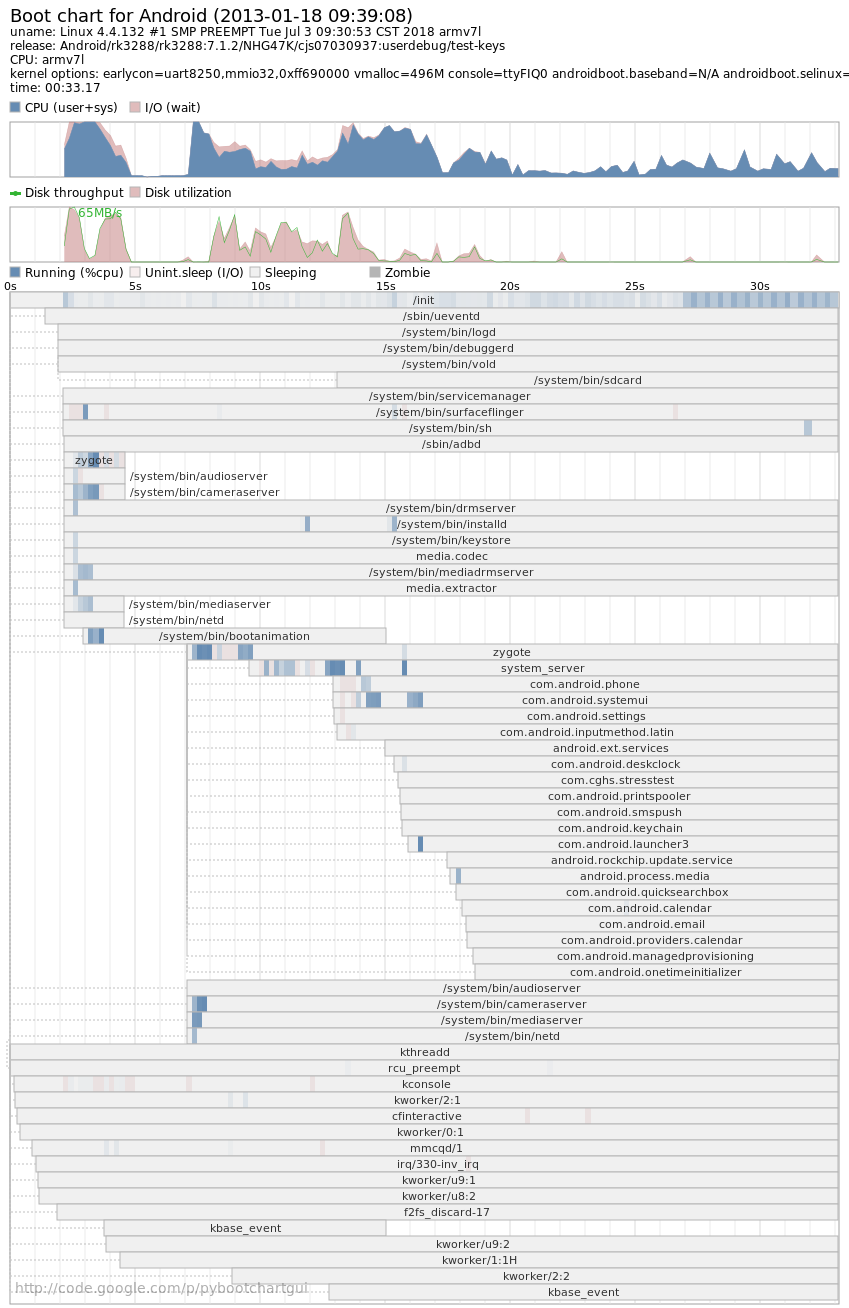 Boot chart for Android (2013-01-18 09:39:08)
uname: Linux 4.4.132 #1 SMP PREEMPT Tue Jul 3 09:30:53 CST 2018 armv7l
release: Android/rk3288/rk3288:7.1.2/NHG47K/cjs07030937:userdebug/test-keys
CPU: armv7l
kernel options: earlycon=uart8250,mmio32,0xff690000 vmalloc=496M console=ttyFIQ0 androidboot.baseband=N/A androidboot.selinux=
time: 00:33.17
CPU (user+sys) I/O (wait)
Disk throughput Disk utilization
65MB/s
Running (%cpu) Unint.sleep (I/O) Sleeping Zombie
0s 5s 10s 15s 20s 25s 30s
/init
/sbin/ueventd
/system/bin/logd
/system/bin/debuggerd
/system/bin/vold
/system/bin/sdcard
/system/bin/servicemanager
/system/bin/surfaceflinger
/system/bin/sh
/sbin/adbd
zygote
/system/bin/audioserver
/system/bin/cameraserver
/system/bin/drmserver
/system/bin/installd
/system/bin/keystore
media.codec
/system/bin/mediadrmserver
media.extractor
/system/bin/mediaserver
/system/bin/netd
/system/bin/bootanimation
zygote
system_server
com.android.phone
com.android.systemui
com.android.settings
com.android.inputmethod.latin
android.ext.services
com.android.deskclock
com.cghs.stresstest
com.android.printspooler
com.android.smspush
com.android.keychain
com.android.launcher3
android.rockchip.update.service
android.process.media
com.android.quicksearchbox
com.android.calendar
com.android.email
com.android.providers.calendar
com.android.managedprovisioning
com.android.onetimeinitializer
/system/bin/audioserver
/system/bin/cameraserver
/system/bin/mediaserver
/system/bin/netd
kthreadd
rcu_preempt
kconsole
kworker/2:1
cfinteractive
kworker/0:1
mmcqd/1
irq/330-inv_irq
kworker/u9:1
kworker/u8:2
f2fs_discard-17
kbase_event
kworker/u9:2
kworker/1:1H
kworker/2:2
http://code.google.com/p/pybootchartgui
kbase_event